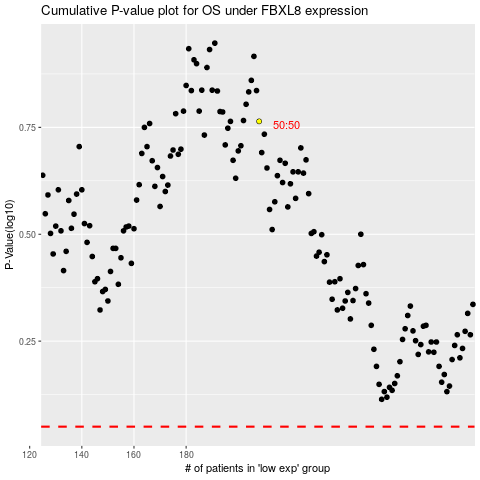 Cumulative P-value plot for OS under FBXL8 expression
P-Value(log10)
0.75
0.50
0.25
50:50
120
140
160
180
# of patients in 'low exp' group